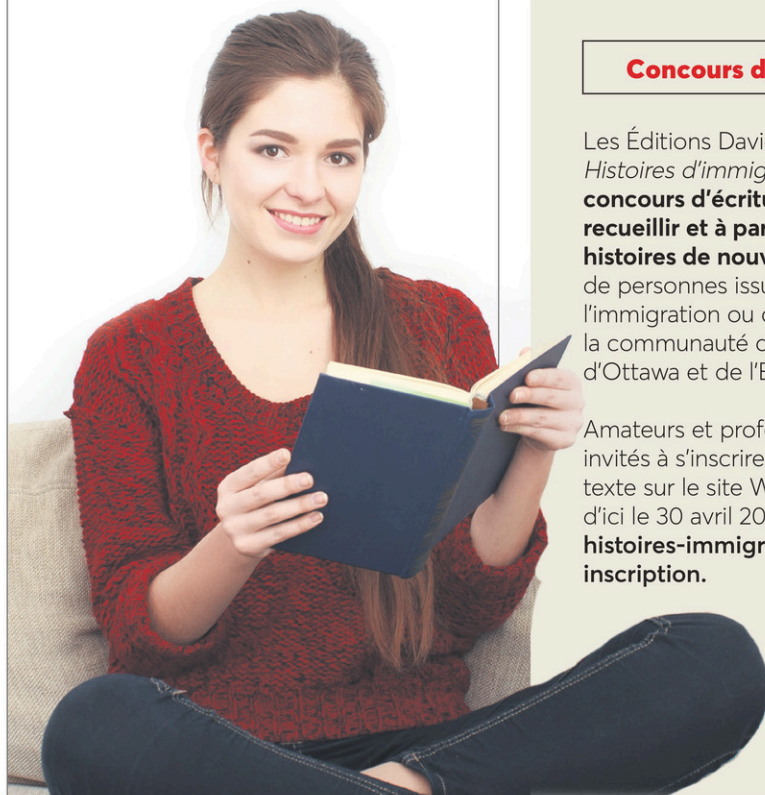 Concours d
Les Éditions Davi
Histoires d'immig
concours d'écritu
recueillir et à par
histoires de nouv
de personnes issu
l'immigration ou d
la communauté d
d'Ottawa et de l'E
Amateurs et profe
invités à s'inscrire
texte sur le site W
d'ici le 30 avril 20
histoires-immigr
inscription.